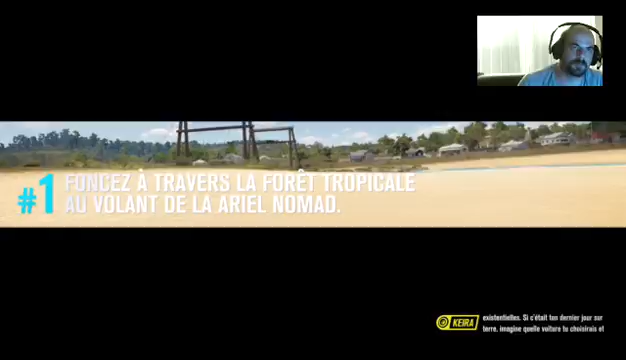 #1
FONCEZ À TRAVERS LA FORÊT TROPICALE
AU VOLANT DE LA ARIEL NOMAD.
KEIRA
existentielles. Si c'était ton dernier jour sur
terre, imagine quelle voiture tu choisirais et